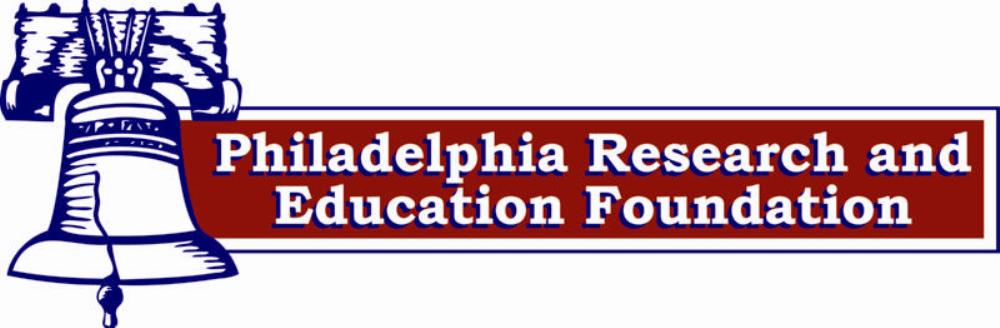 Philadelphia Research and
Education Foundation